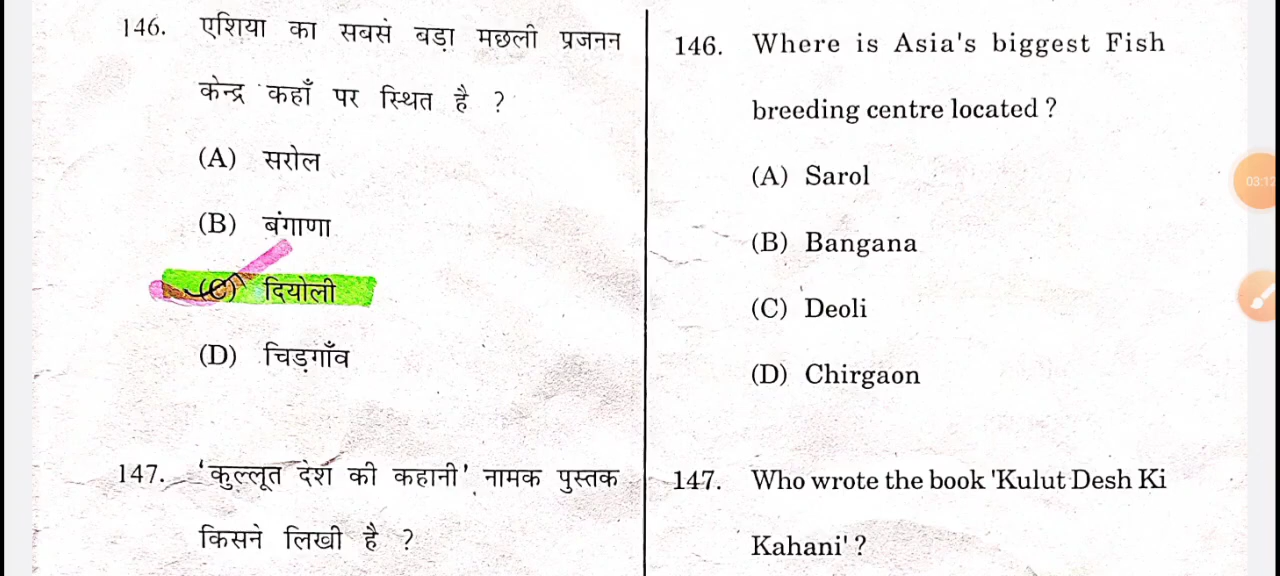 146. एशिया का सबसे बड़ा मछली प्रजनन
केन्द्र कहाँ पर स्थित है ?
(A) सरोल
(B) बंगाणा
(C) दियोली
(D) चिड़गाँव
147. 'कुल्लूत देश की कहानी' नामक पुस्तक
किसने लिखी है ?
146. Where is Asia's biggest Fish
breeding centre located ?
(A) Sarol
(B) Bangana
(C) Deoli
(D) Chirgaon
147. Who wrote the book 'Kulut Desh Ki
Kahani' ?
03:12